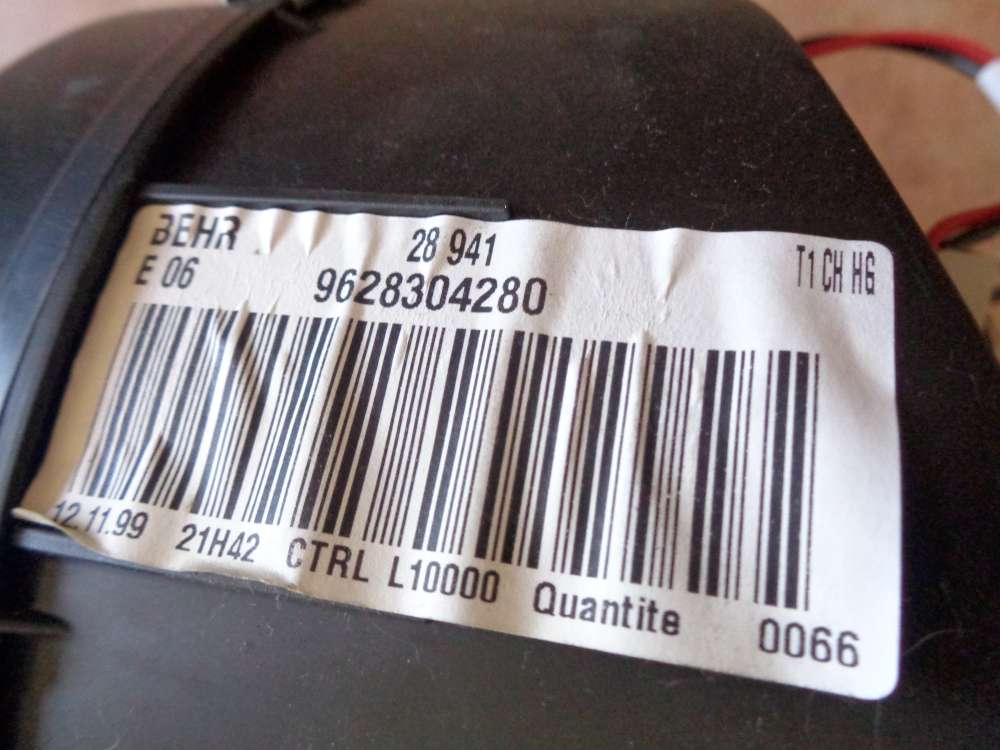 BEHR 28 941 T1 CH HG
E 06 9628304280
12.11.99 21H42 CTRL L10000 Quantite 0066